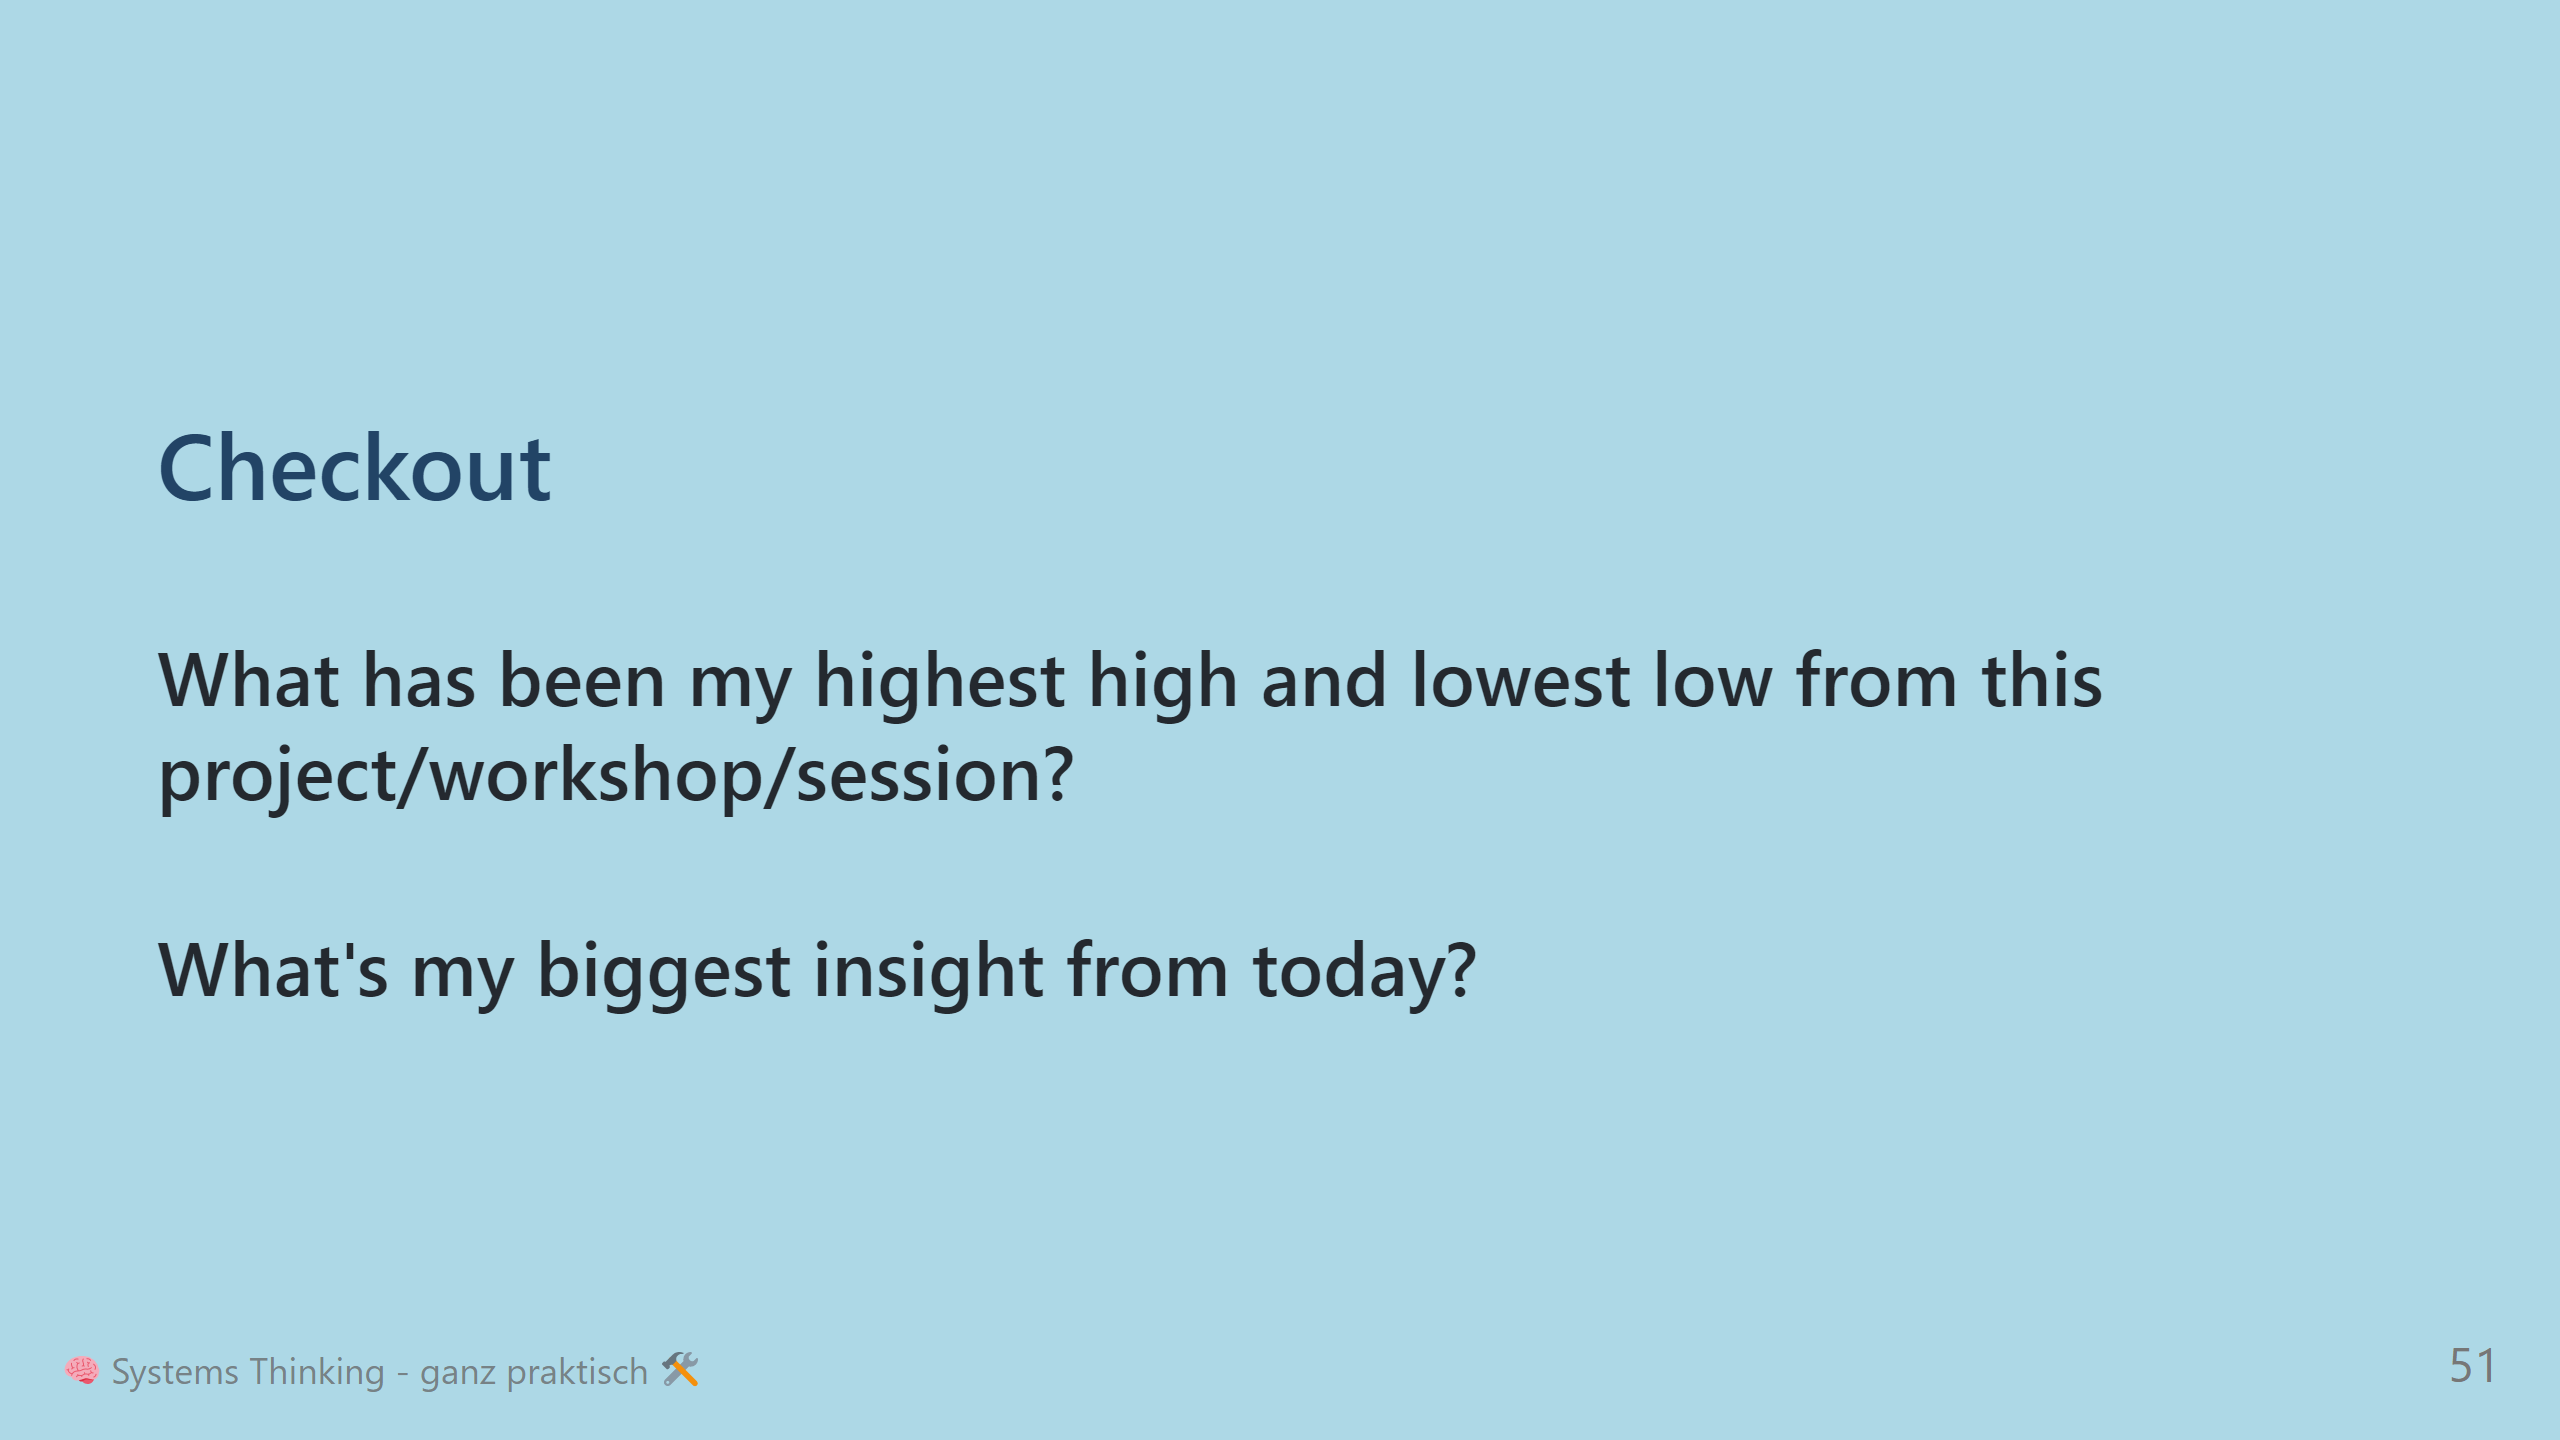 Checkout
What has been my highest high and lowest low from this
project/workshop/session?
What's my biggest insight from today?
🧠 Systems Thinking - ganz praktisch 🛠️
51